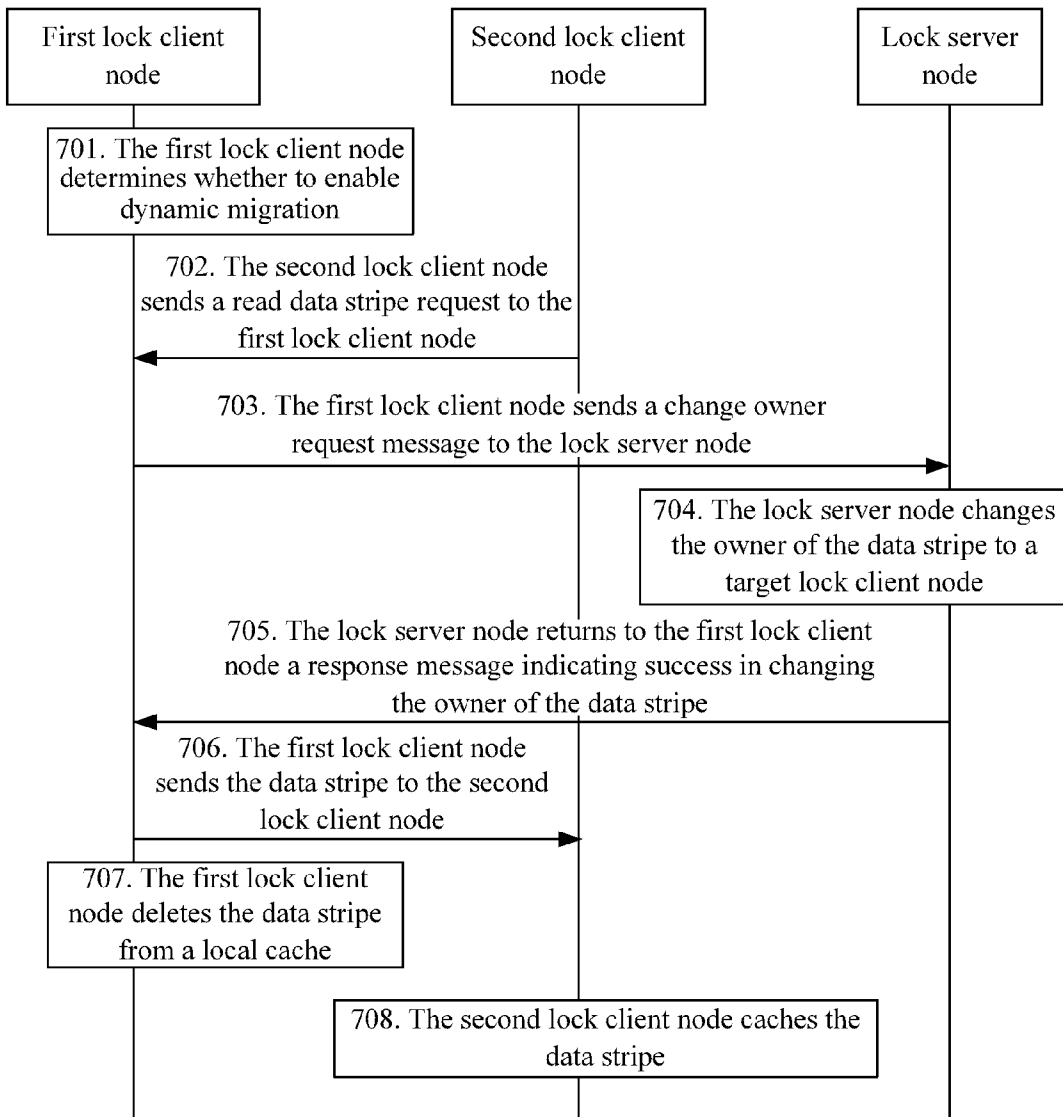 First lock client
node
Second lock client
node
Lock server
node
701. The first lock client node
determines whether to enable
dynamic migration
702. The second lock client node
sends a read data stripe request to the
first lock client node
703. The first lock client node sends a change owner
request message to the lock server node
704. The lock server node changes
the owner of the data stripe to a
target lock client node
705. The lock server node returns to the first lock client
node a response message indicating success in changing
the owner of the data stripe
706. The first lock client node
sends the data stripe to the second
lock client node
707. The first lock client
node deletes the data stripe
from a local cache
708. The second lock client node caches the
data stripe